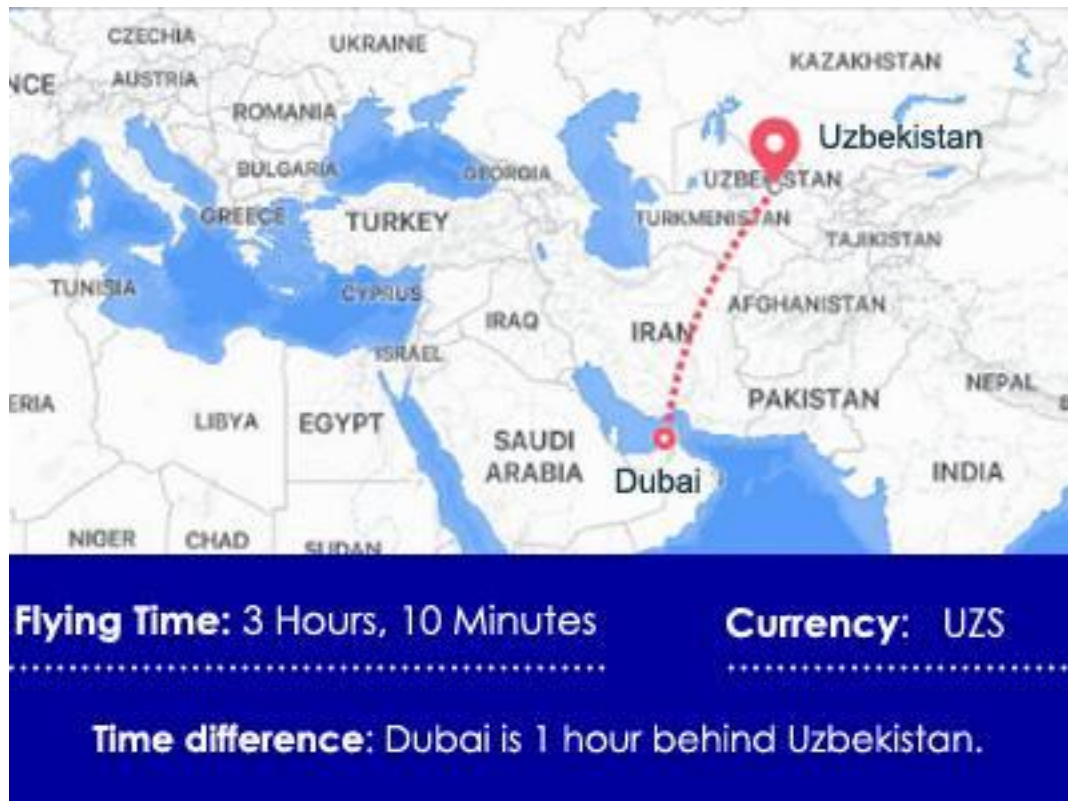 CZECHIA
UKRAINE
KAZAKHSTAN
NCE
AUSTRIA
ROMANIA
Uzbekistan
BULGARIA
GEORGIA
UZBEKISTAN
GREECE
TURKEY
TURKMENISTAN
TAJIKISTAN
TUNISIA
CYPRUS
IRAQ
IRAN
AFGHANISTAN
ISRAEL
ERIA
LIBYA
EGYPT
SAUDI
ARABIA
PAKISTAN
NEPAL
Dubai
INDIA
NIGER
CHAD
SUDAN
Flying Time: 3 Hours, 10 Minutes
Currency: UZS
Time difference: Dubai is 1 hour behind Uzbekistan.